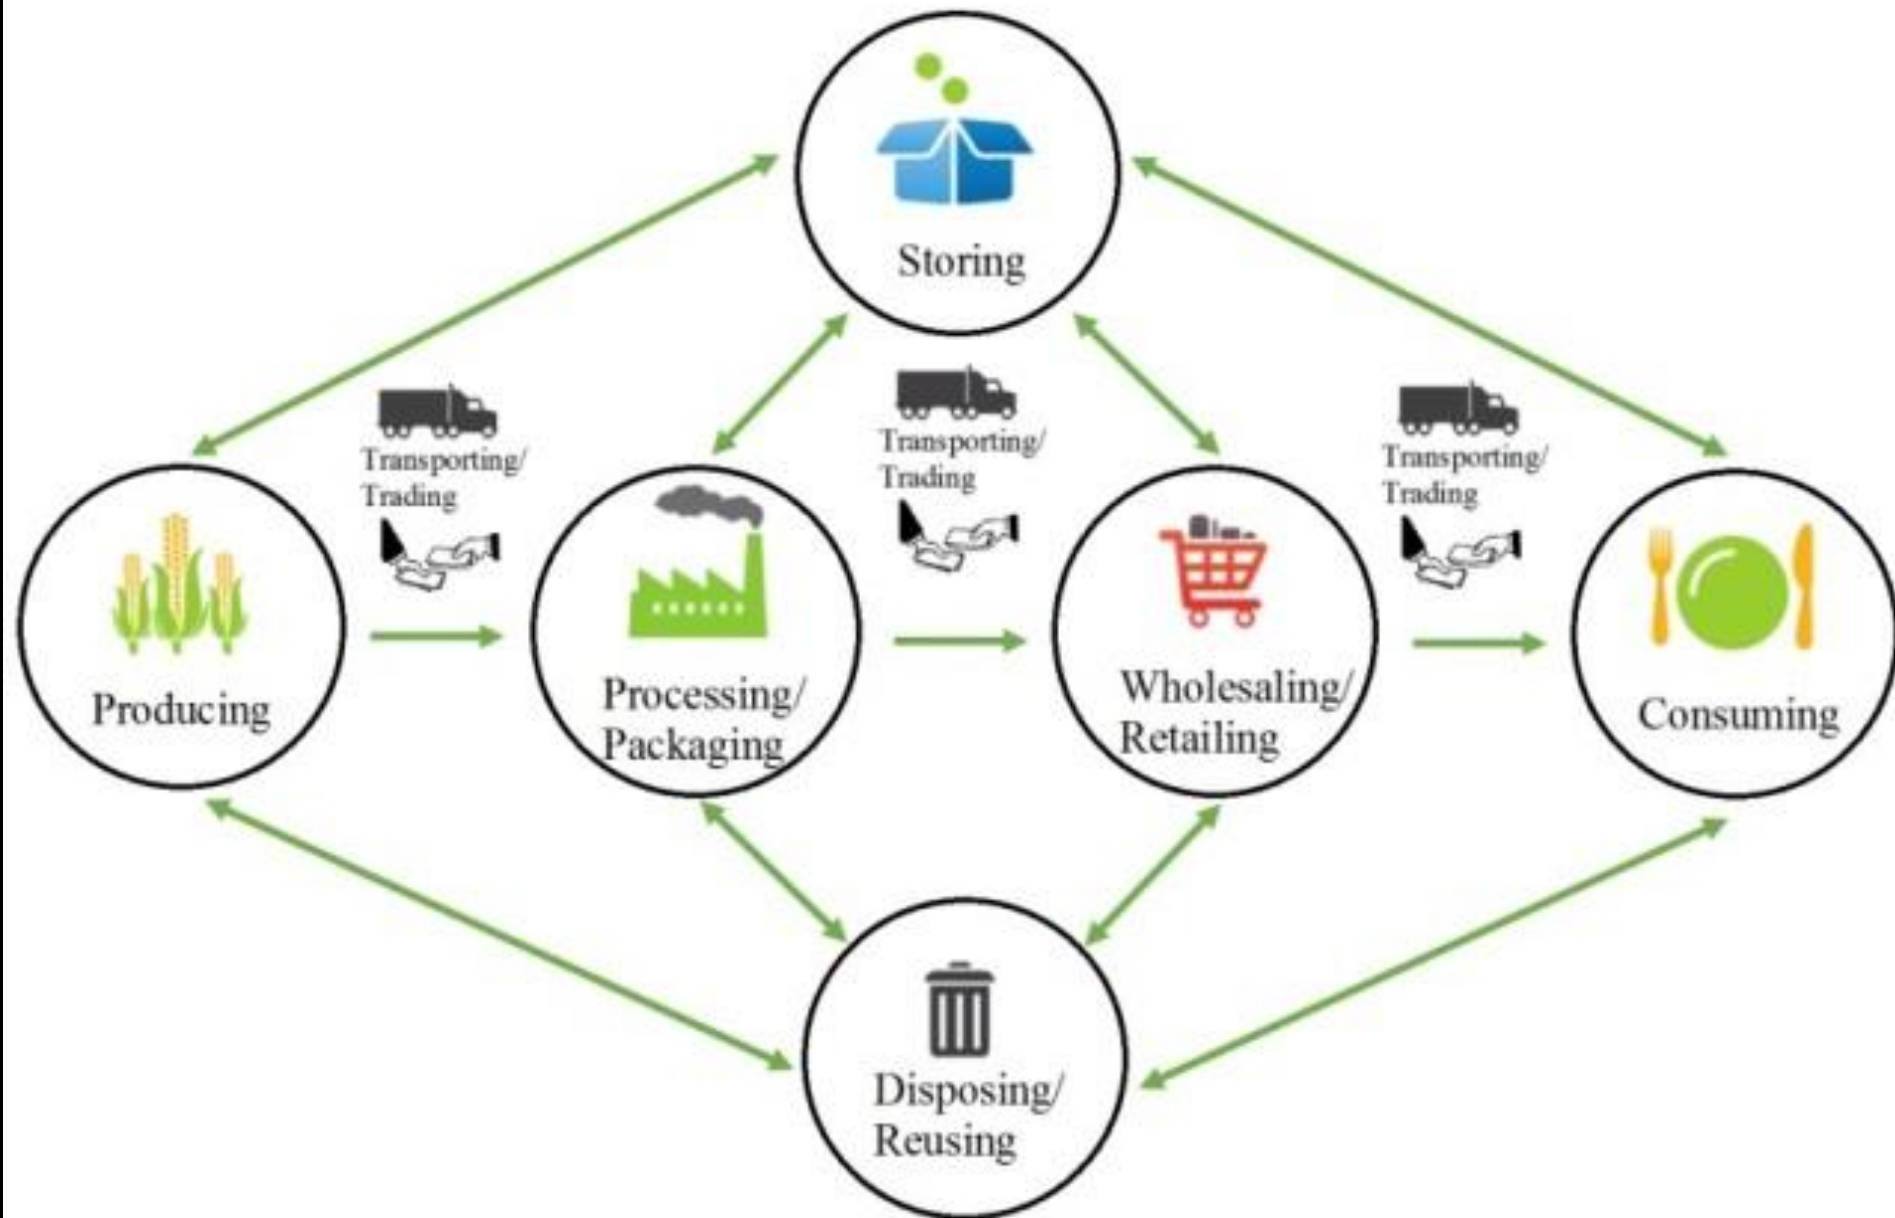 Storing
Transporting/
Trading
Transporting/
Trading
Transporting/
Trading
Producing
Processing/
Packaging
Wholesaling/
Retailing
Consuming
Disposing/
Reusing